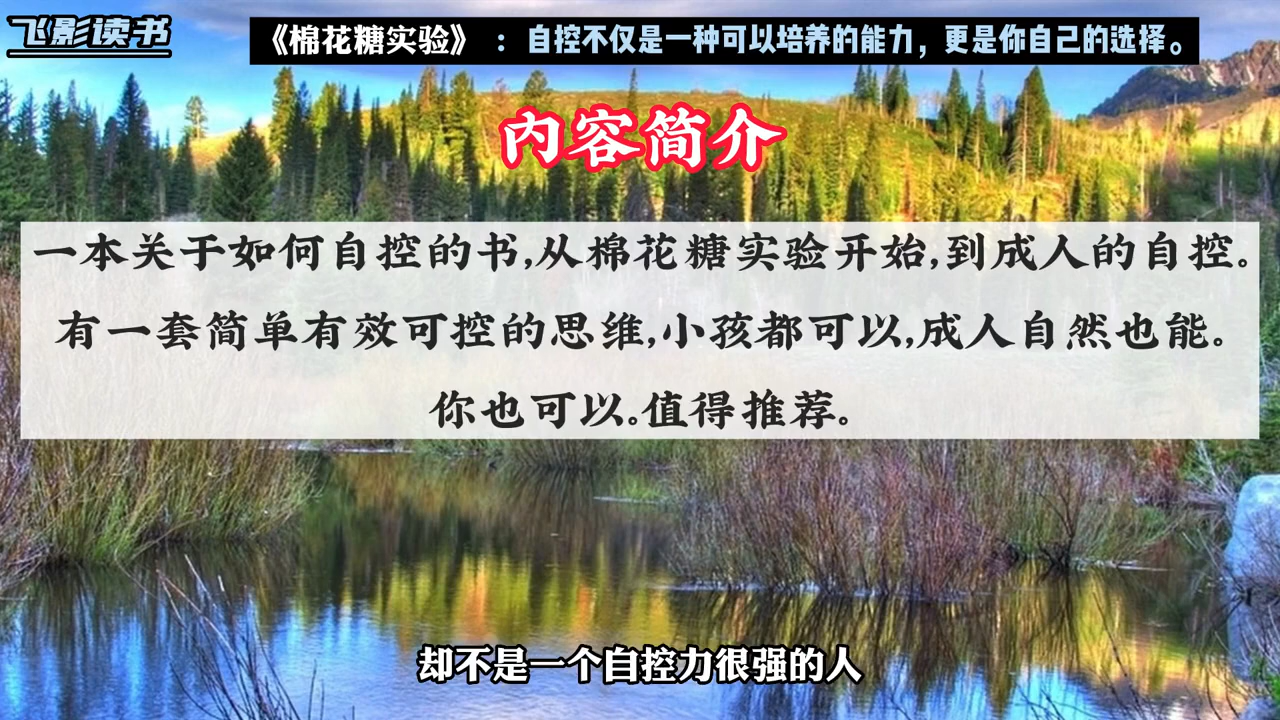 飞影读书
《棉花糖实验》 ：自控不仅是一种可以培养的能力，更是你自己的选择。
内容简介
一本关于如何自控的书,从棉花糖实验开始,到成人的自控。
有一套简单有效可控的思维,小孩都可以,成人自然也能。
你也可以。值得推荐。
却不是一个自控力很强的人